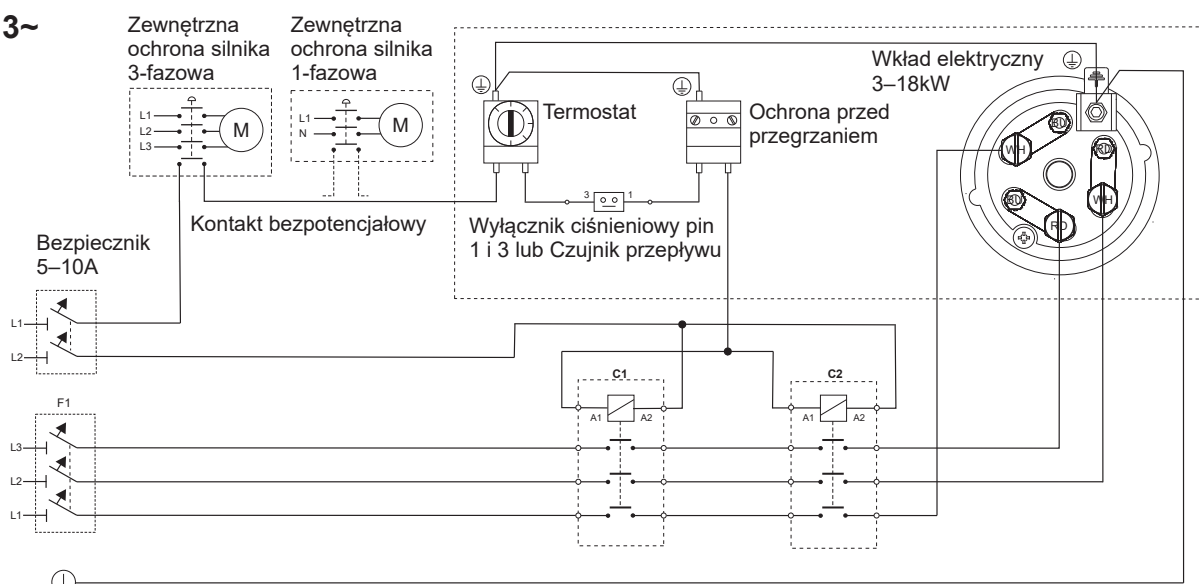 3~
Zewnętrzna
ochrona silnika
3-fazowa
Zewnętrzna
ochrona silnika
1-fazowa
L1
L2
L3
M
L1
N
M
Kontakt bezpotencjałowy
Termostat
Ochrona przed
przegrzaniem
Wkład elektryczny
3–18kW
3
1
Wyłącznik ciśnieniowy pin
1 i 3 lub Czujnik przepływu
BU
WH
RD
BU
WH
RD
Bezpiecznik
5–10A
L1
L2
F1
L3
L2
L1
C1
A1
A2
C2
A1
A2